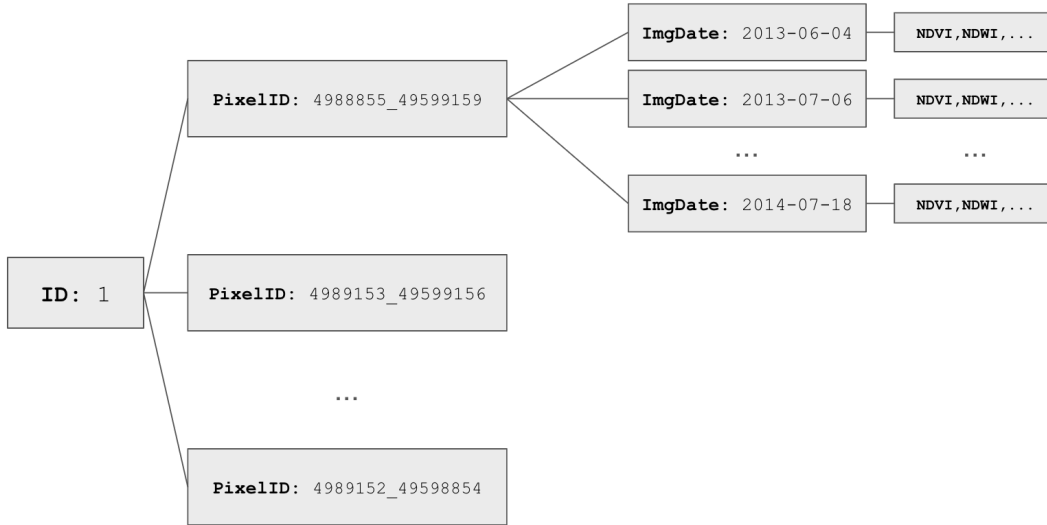 ImgDate: 2013-06-04
NDVI,NDWI,...
PixelID: 4988855_49599159
ImgDate: 2013-07-06
NDVI,NDWI,...
...
...
ImgDate: 2014-07-18
NDVI,NDWI,...
ID: 1
PixelID: 4989153_49599156
...
PixelID: 4989152_49598854